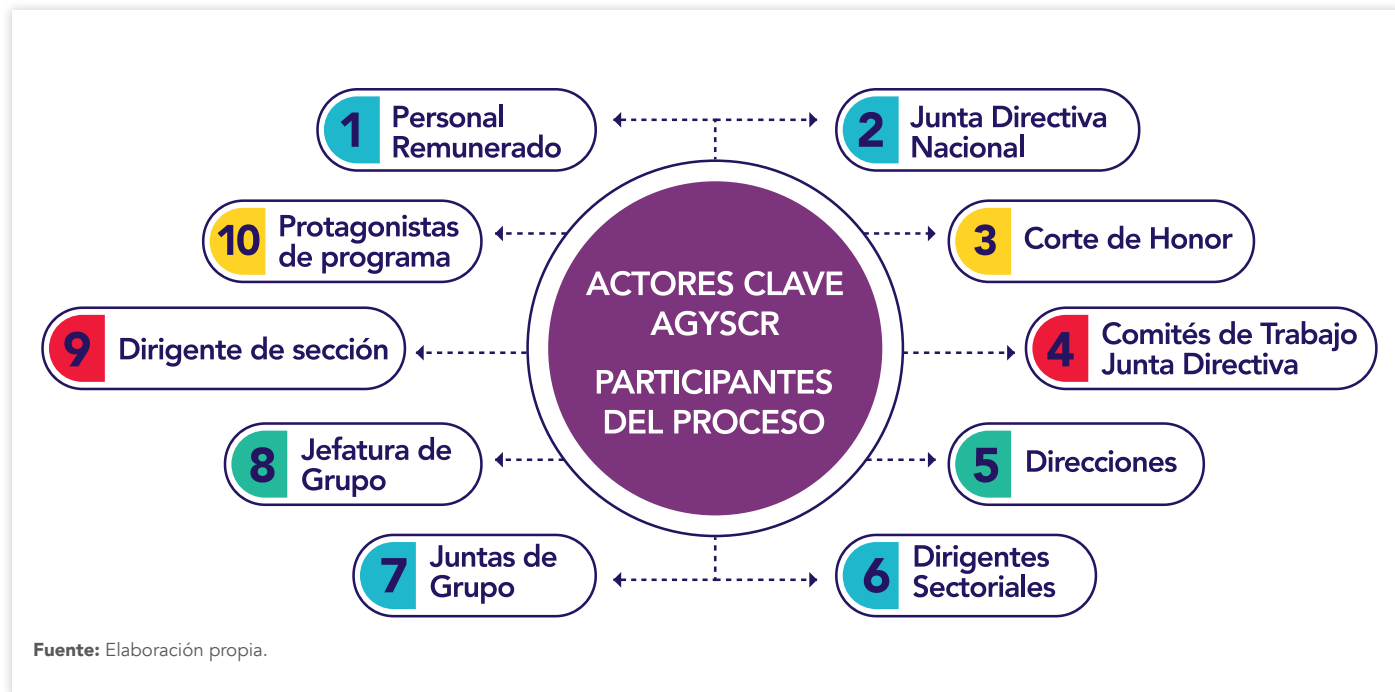 1 Personal
Remunerado
2 Junta Directiva
Nacional
10 Protagonistas
de programa
3 Corte de Honor
ACTORES CLAVE
AGYSCR
PARTICIPANTES
DEL PROCESO
9 Dirigente de sección
4 Comités de Trabajo
Junta Directiva
8 Jefatura de
Grupo
5 Direcciones
7 Juntas de
Grupo
6 Dirigentes
Sectoriales
Fuente: Elaboración propia.